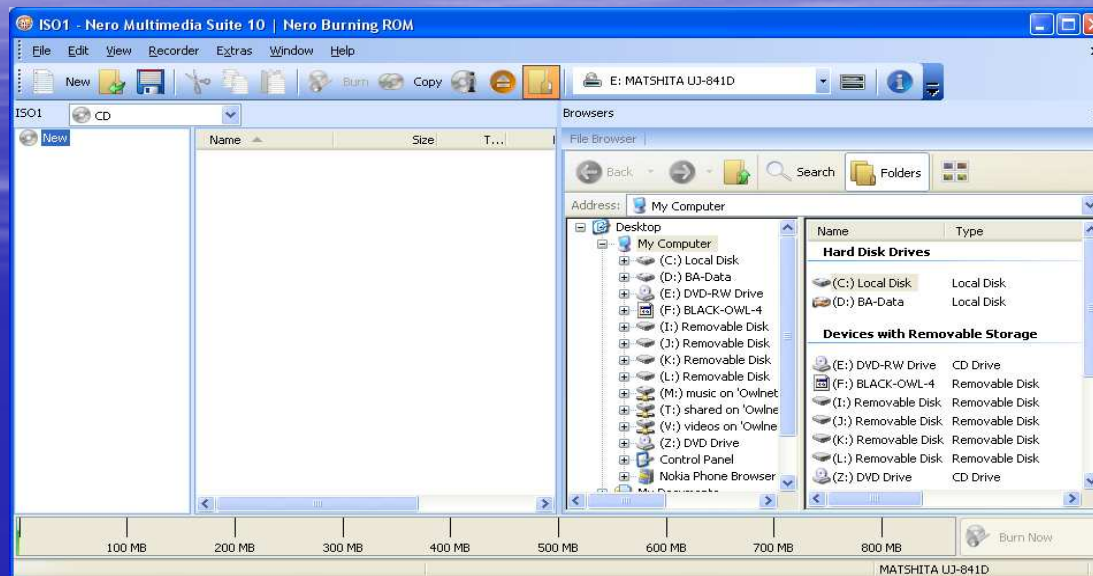 ISO1 - Nero Multimedia Suite 10 | Nero Burning ROM
File Edit View Recorder Extras Window Help
New Burn Copy E: MATSHITA UJ-841D
ISO1 CD
New
Name Size T...
Browsers
File Browser
Back Search Folders
Address: My Computer
Desktop
My Computer
(C:) Local Disk
(D:) BA-Data
(E:) DVD-RW Drive
(F:) BLACK-OWL-4
(I:) Removable Disk
(J:) Removable Disk
(K:) Removable Disk
(L:) Removable Disk
(M:) music on 'Owlnet
(T:) shared on 'Owlne
(V:) videos on 'Owlne
(Z:) DVD Drive
Control Panel
Nokia Phone Browser
My Documents
Name Type
Hard Disk Drives
(C:) Local Disk Local Disk
(D:) BA-Data Local Disk
Devices with Removable Storage
(E:) DVD-RW Drive CD Drive
(F:) BLACK-OWL-4 Removable Disk
(I:) Removable Disk Removable Disk
(J:) Removable Disk Removable Disk
(K:) Removable Disk Removable Disk
(L:) Removable Disk Removable Disk
(Z:) DVD Drive CD Drive
100 MB 200 MB 300 MB 400 MB 500 MB 600 MB 700 MB 800 MB
Burn Now
MATSHITA UJ-841D